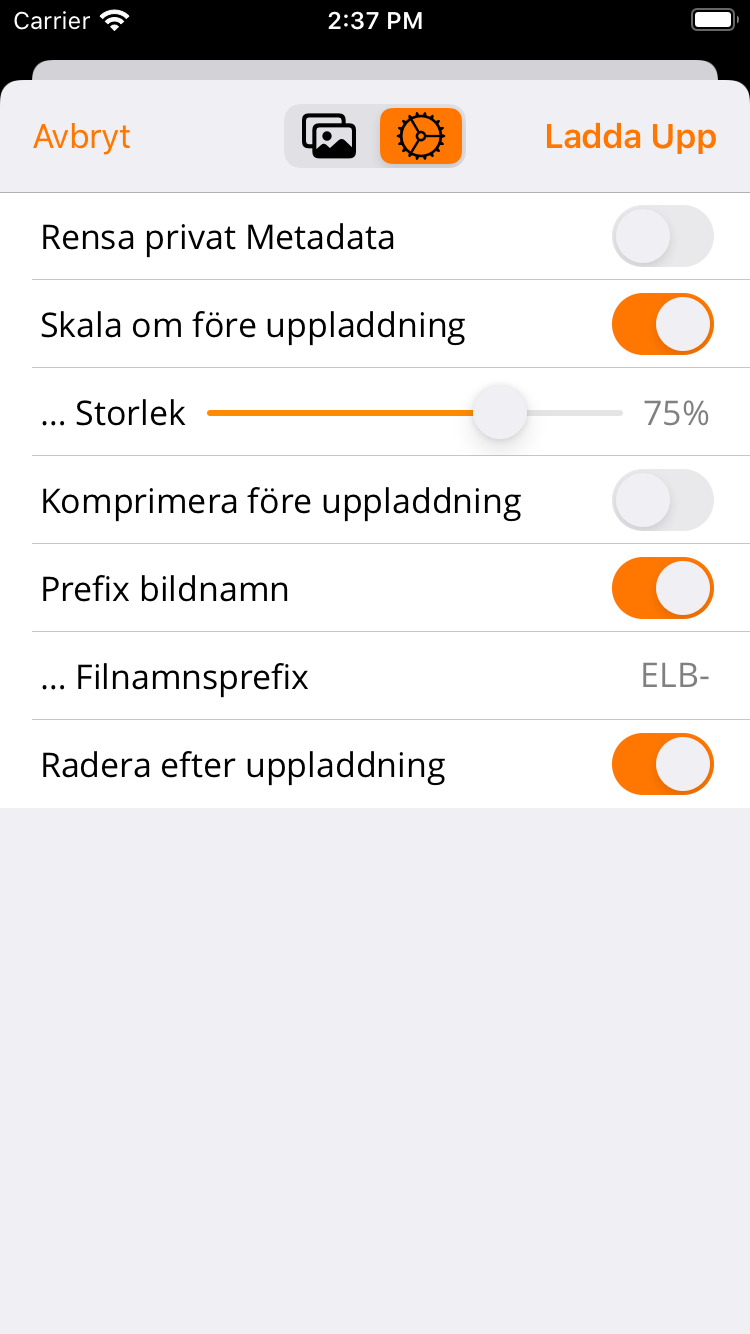 Carrier 2:37 PM
Avbryt Ladda Upp
Rensa privat Metadata
Skala om före uppladdning
... Storlek 75%
Komprimera före uppladdning
Prefix bildnamn
... Filnamnsprefix ELB-
Radera efter uppladdning